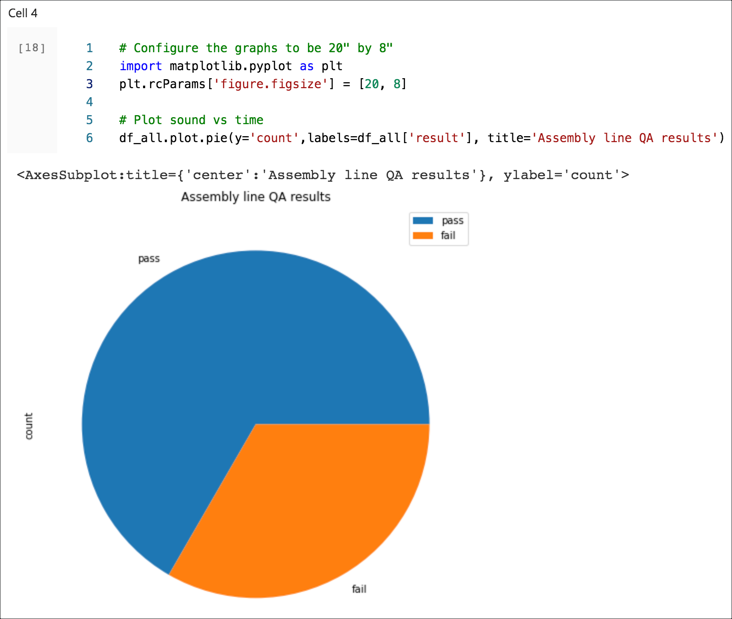 Cell 4
[18]
1 # Configure the graphs to be 20" by 8"
2 import matplotlib.pyplot as plt
3 plt.rcParams['figure.figsize'] = [20, 8]
4
5 # Plot sound vs time
6 df_all.plot.pie(y='count',labels=df_all['result'], title='Assembly line QA results')
<AxesSubplot:title={'center':'Assembly line QA results'}, ylabel='count'>
Assembly line QA results
pass
fail
pass
count
fail